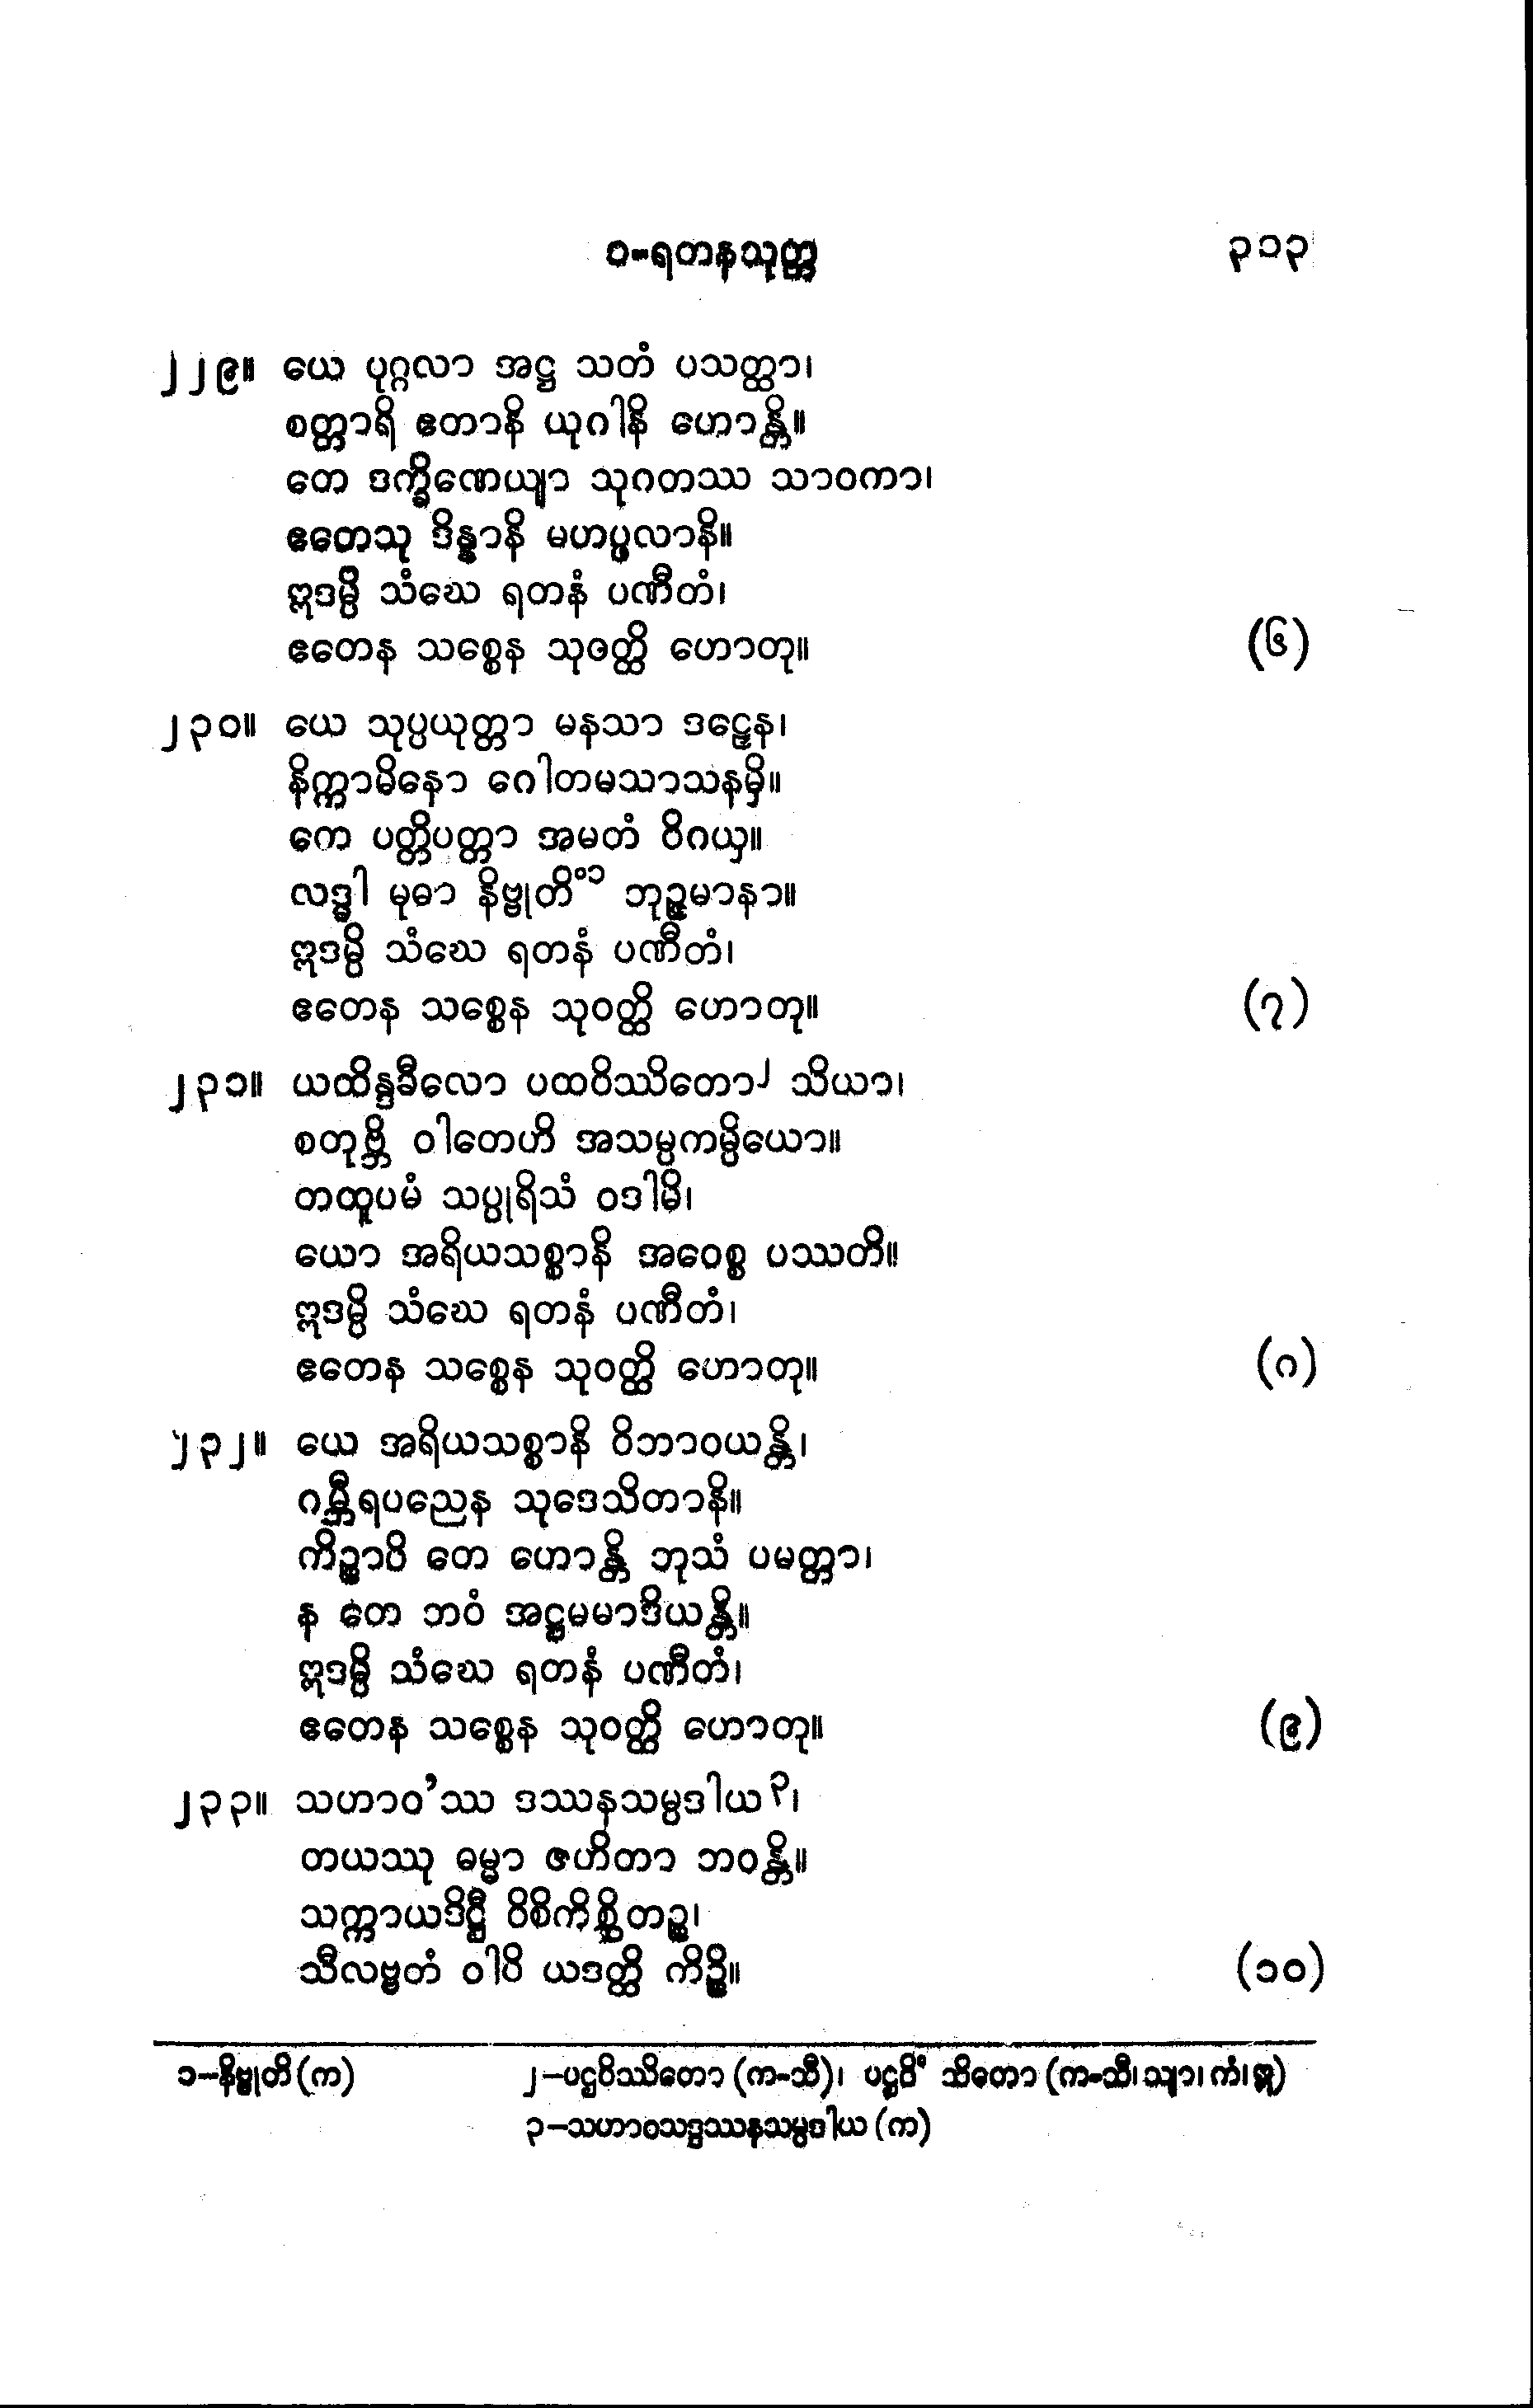 ၁-ရတနသုတ္တ ၃၁၃
၂၂၉။ ယေ ပုဂ္ဂလာ အဋ္ဌ သတံ ပသတ္ထာ၊
စတ္တာရိ ဧတာနိ ယုဂါနိ ဟောန္တိ။
တေ ဒက္ခိဏေယျာ သုဂတဿ သာဝကာ၊
ဧတေသု ဒိန္နာနိ မဟပ္ဖလာနိ။
ဣဒမ္ပိ သံဃေ ရတနံ ပဏီတံ၊
ဧတေန သစ္စေန သုဝတ္ထိ ဟောတု။ (၆)
၂၃၀။ ယေ သုပ္ပယုတ္တာ မနသာ ဒဠှေန၊
နိက္ကာမိနော ဂေါတမသာသနမှိ။
တေ ပတ္တိပတ္တာ အမတံ ဝိဂယှ။
လဒ္ဓါ မုဓာ နိဗ္ဗုတိံ ၁ ဘုဉ္ဇမာနာ။
ဣဒမ္ပိ သံဃေ ရတနံ ပဏီတံ၊
ဧတေန သစ္စေန သုဝတ္ထိ ဟောတု။ (၇)
၂၃၁။ ယထိန္ဒခီလော ပထဝိဿိတော ၂ သိယာ၊
စတုဗ္ဘိ ဝါတေဟိ အသမ္ပကမ္ပိယော။
တထူပမံ သပ္ပုရိသံ ဝဒါမိ၊
ယော အရိယသစ္စာနိ အဝေစ္စ ပဿတိ။
ဣဒမ္ပိ သံဃေ ရတနံ ပဏီတံ၊
ဧတေန သစ္စေန သုဝတ္ထိ ဟောတု။ (၈)
၂၃၂။ ယေ အရိယသစ္စာနိ ဝိဘာဝယန္တိ၊
ဂမ္ဘီရပညေန သုဒေသိတာနိ။
ကိဉ္စာပိ တေ ဟောန္တိ ဘုသံ ပမတ္တာ၊
န တေ ဘဝံ အဋ္ဌမမာဒိယန္တိ။
ဣဒမ္ပိ သံဃေ ရတနံ ပဏီတံ၊
ဧတေန သစ္စေန သုဝတ္ထိ ဟောတု။ (၉)
၂၃၃။ သဟာဝ’ဿ ဒဿနသမ္ပဒါယ ၃၊
တယဿု ဓမ္မာ ဇဟိတာ ဘဝန္တိ။
သက္ကာယဒိဋ္ဌီ ဝိစိကိစ္ဆိတဉ္စ၊
သီလဗ္ဗတံ ဝါပိ ယဒတ္ထိ ကိဉ္စိ။ (၁၀)
၁-နိဗ္ဗုတိ (က) ၂-ပဌဝိဿိတော (က-သီ)၊ ပဌဝိံ သိတော (က-သီ၊ သျာ၊ ကံ၊ ဣ)
၃-သဟာဝသဒ္ဒဿနသမ္ပဒါယ (က)